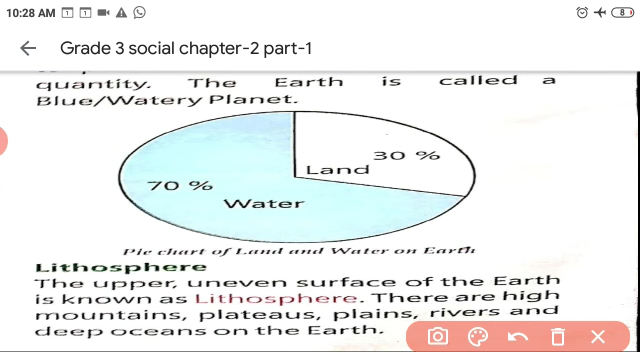 10:28 AM
8
Grade 3 social chapter-2 part-1
quantity. The Earth is called a
Blue/Watery Planet.
30 %
Land
70 %
Water
Pie chart of Land and Water on Earth
Lithosphere
The upper, uneven surface of the Earth
is known as Lithosphere. There are high
mountains, plateaus, plains, rivers and
deep oceans on the Earth.